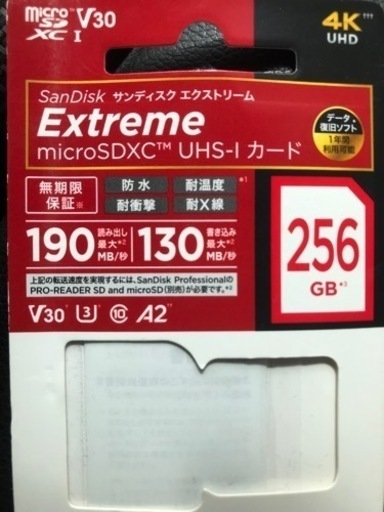 micro SD XC I V30
4K †††
UHD
SanDisk サンディスク エクストリーム
Extreme
microSDXC™ UHS-I カード
データ*
復旧ソフト
1年間
利用可能
無期限
保証※
防水
耐温度
*1
耐衝撃
耐X線
190 読み出し 最大*2 MB/秒
130 書き込み 最大*2 MB/秒
上記の転送速度を実現するには、SanDisk Professionalの
PRO-READER SD and microSD(別売)が必要です。*2
256
GB*3
V30 U3 10 A2